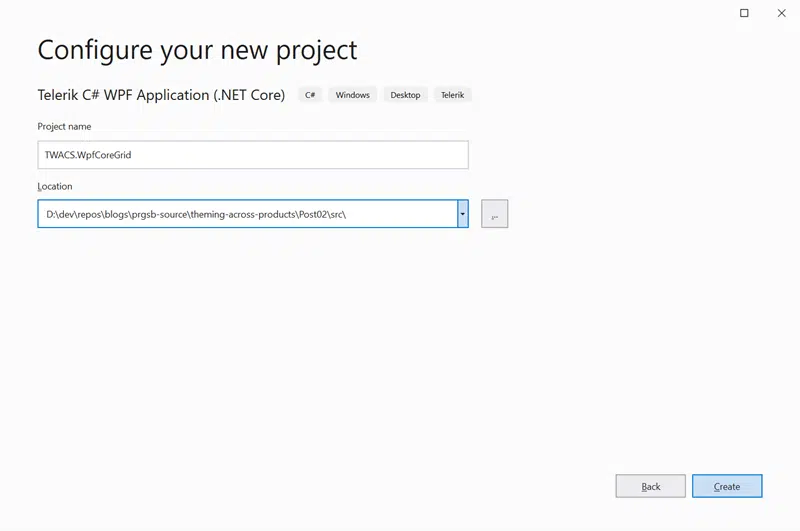 Configure your new project
Telerik C# WPF Application (.NET Core) C# Windows Desktop Telerik
Project name
TWACS.WpfCoreGrid
Location
D:\dev\repos\blogs\prgsb-source\theming-across-products\Post02\src\
...
Back Create